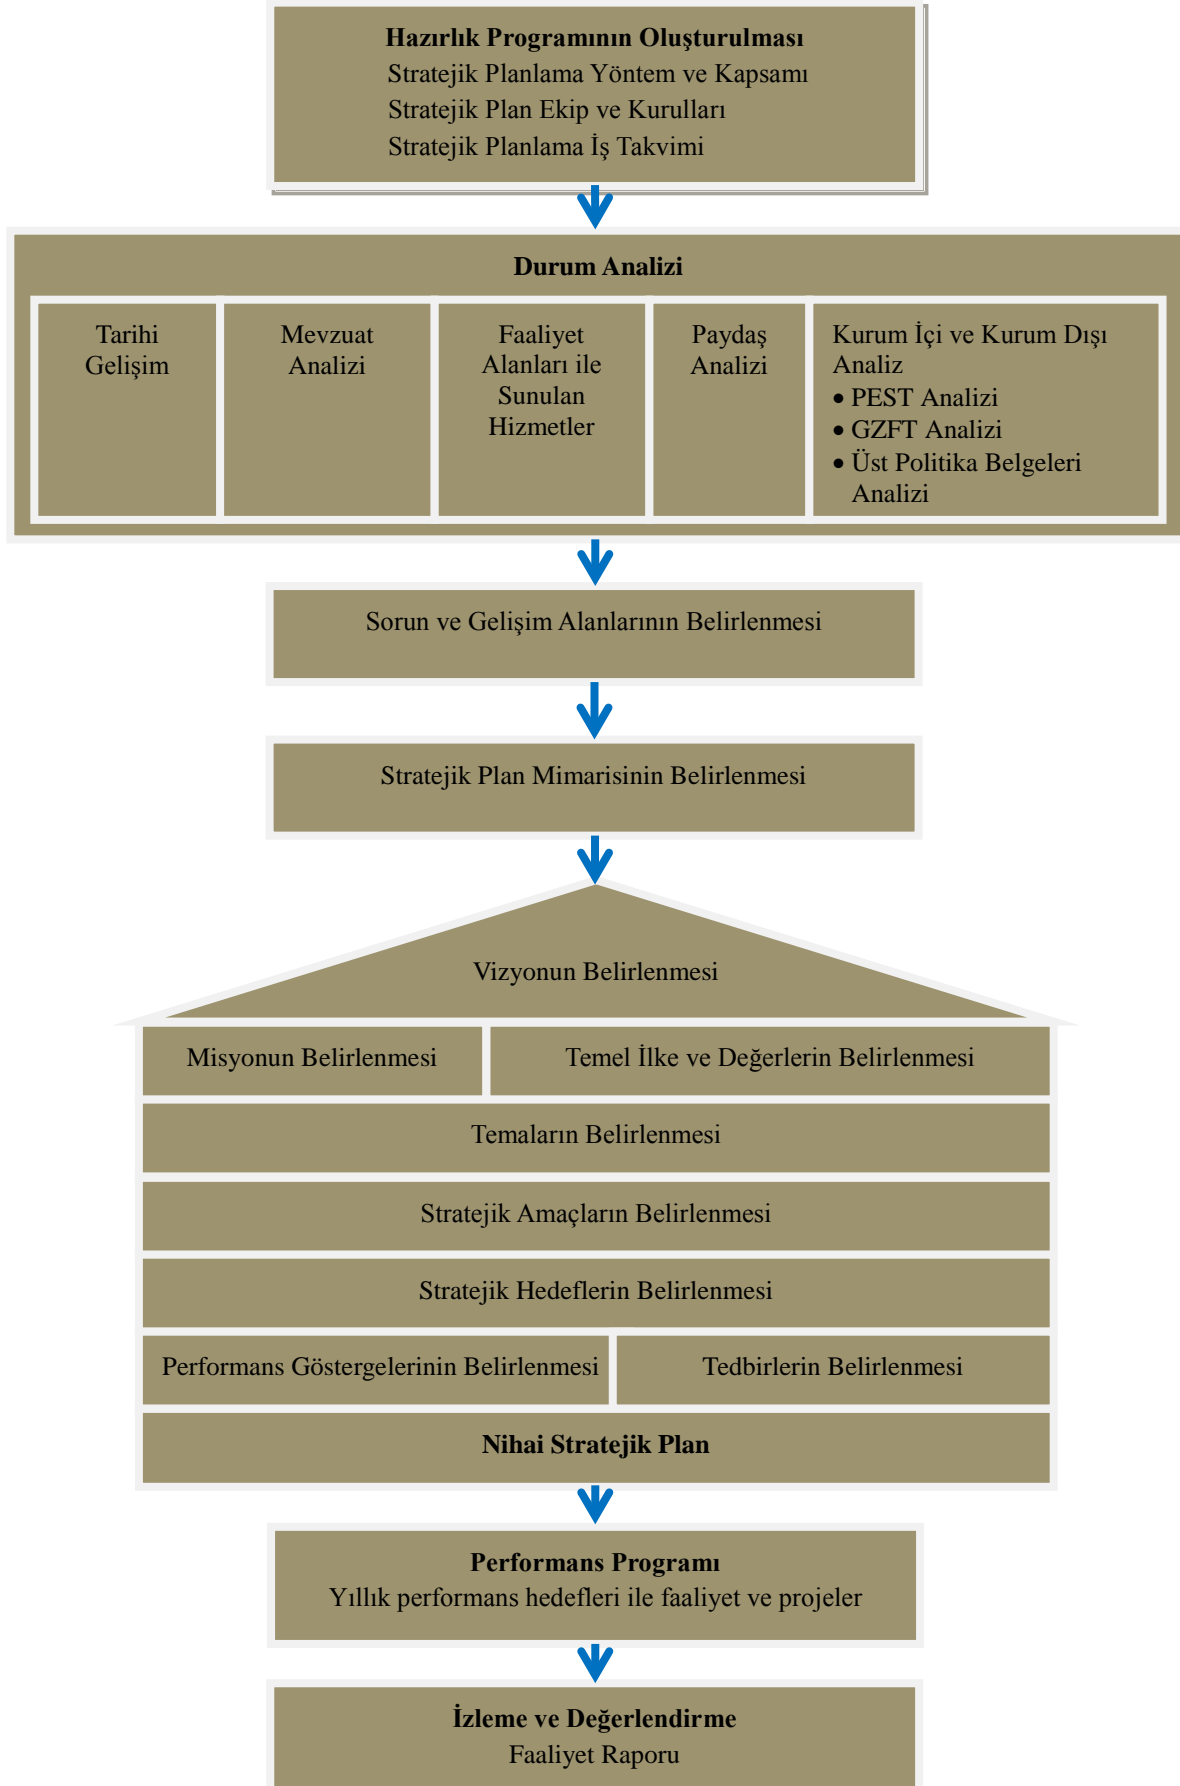 Hazırlık Programının Oluşturulması
Stratejik Planlama Yöntem ve Kapsamı
Stratejik Plan Ekip ve Kurulları
Stratejik Planlama İş Takvimi
Durum Analizi
Tarihi
Gelişim
Mevzuat
Analizi
Faaliyet
Alanları ile
Sunulan
Hizmetler
Paydaş
Analizi
Kurum İçi ve Kurum Dışı
Analiz
• PEST Analizi
• GZFT Analizi
• Üst Politika Belgeleri
Analizi
Sorun ve Gelişim Alanlarının Belirlenmesi
Stratejik Plan Mimarisinin Belirlenmesi
Vizyonun Belirlenmesi
Misyonun Belirlenmesi
Temel İlke ve Değerlerin Belirlenmesi
Temaların Belirlenmesi
Stratejik Amaçların Belirlenmesi
Stratejik Hedeflerin Belirlenmesi
Performans Göstergelerinin Belirlenmesi
Tedbirlerin Belirlenmesi
Nihai Stratejik Plan
Performans Programı
Yıllık performans hedefleri ile faaliyet ve projeler
İzleme ve Değerlendirme
Faaliyet Raporu